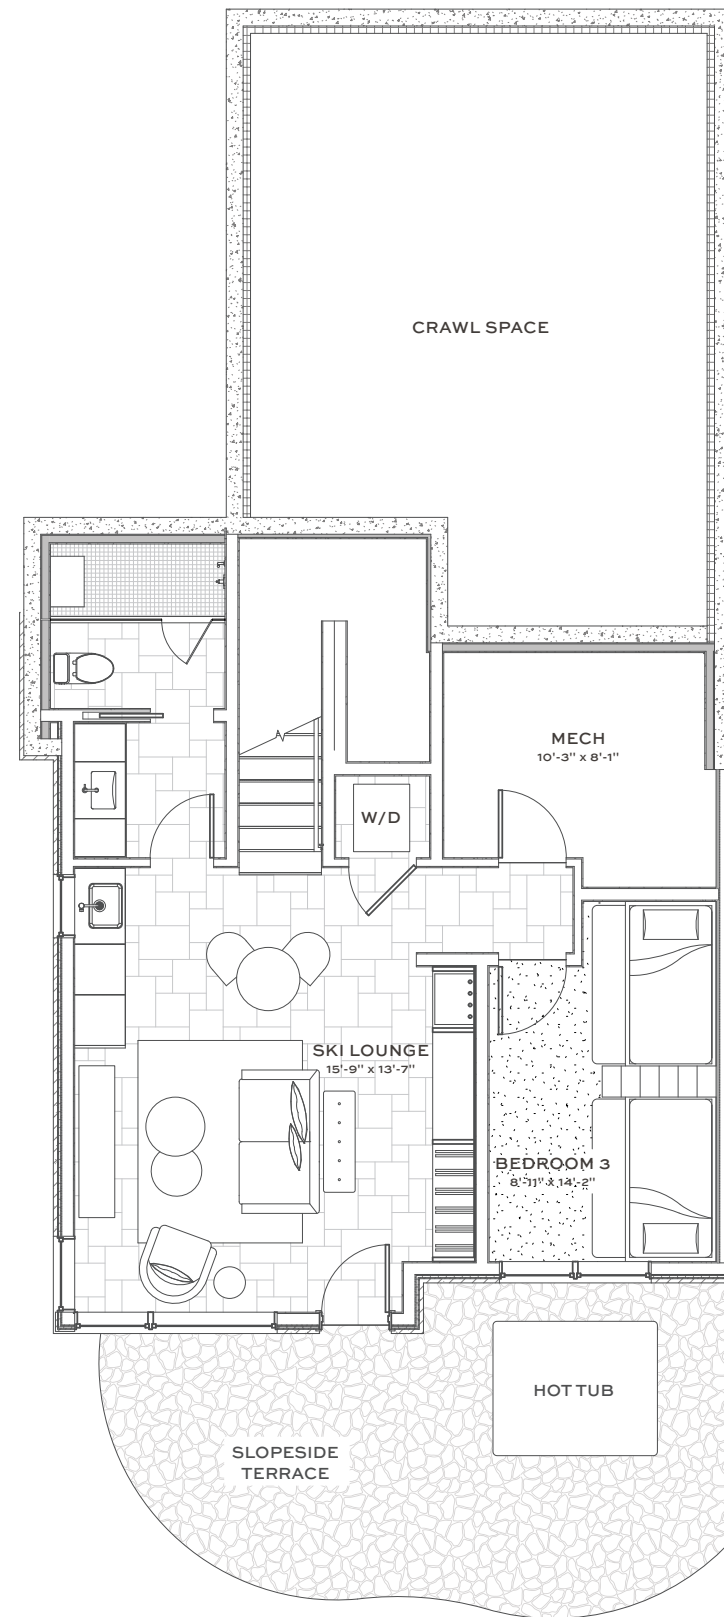 CRAWL SPACE
MECH
10'-3" x 8'-1"
W/D
SKI LOUNGE
15'-9" x 13'-7"
BEDROOM 3
8'-11" x 14'-2"
HOT TUB
SLOPESIDE
TERRACE